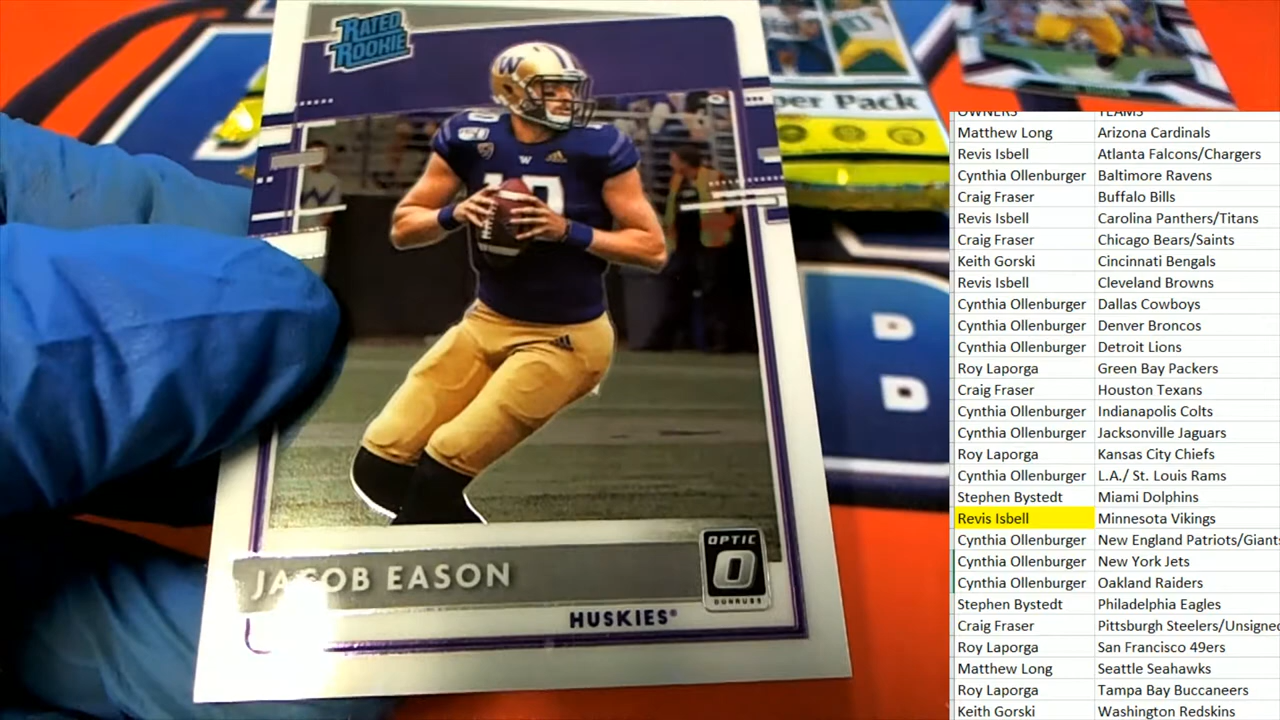 RATED
ROOKIE
W
W
10
JACOB EASON
OPTIC
O
DONRUSS
HUSKIES®
per Pack
B
B
OWNERS TEAMS
Matthew Long Arizona Cardinals
Revis Isbell Atlanta Falcons/Chargers
Cynthia Ollenburger Baltimore Ravens
Craig Fraser Buffalo Bills
Revis Isbell Carolina Panthers/Titans
Craig Fraser Chicago Bears/Saints
Keith Gorski Cincinnati Bengals
Revis Isbell Cleveland Browns
Cynthia Ollenburger Dallas Cowboys
Cynthia Ollenburger Denver Broncos
Cynthia Ollenburger Detroit Lions
Roy Laporga Green Bay Packers
Craig Fraser Houston Texans
Cynthia Ollenburger Indianapolis Colts
Cynthia Ollenburger Jacksonville Jaguars
Roy Laporga Kansas City Chiefs
Cynthia Ollenburger L.A./ St. Louis Rams
Stephen Bystedt Miami Dolphins
Revis Isbell Minnesota Vikings
Cynthia Ollenburger New England Patriots/Giants
Cynthia Ollenburger New York Jets
Cynthia Ollenburger Oakland Raiders
Stephen Bystedt Philadelphia Eagles
Craig Fraser Pittsburgh Steelers/Unsigned
Roy Laporga San Francisco 49ers
Matthew Long Seattle Seahawks
Roy Laporga Tampa Bay Buccaneers
Keith Gorski Washington Redskins